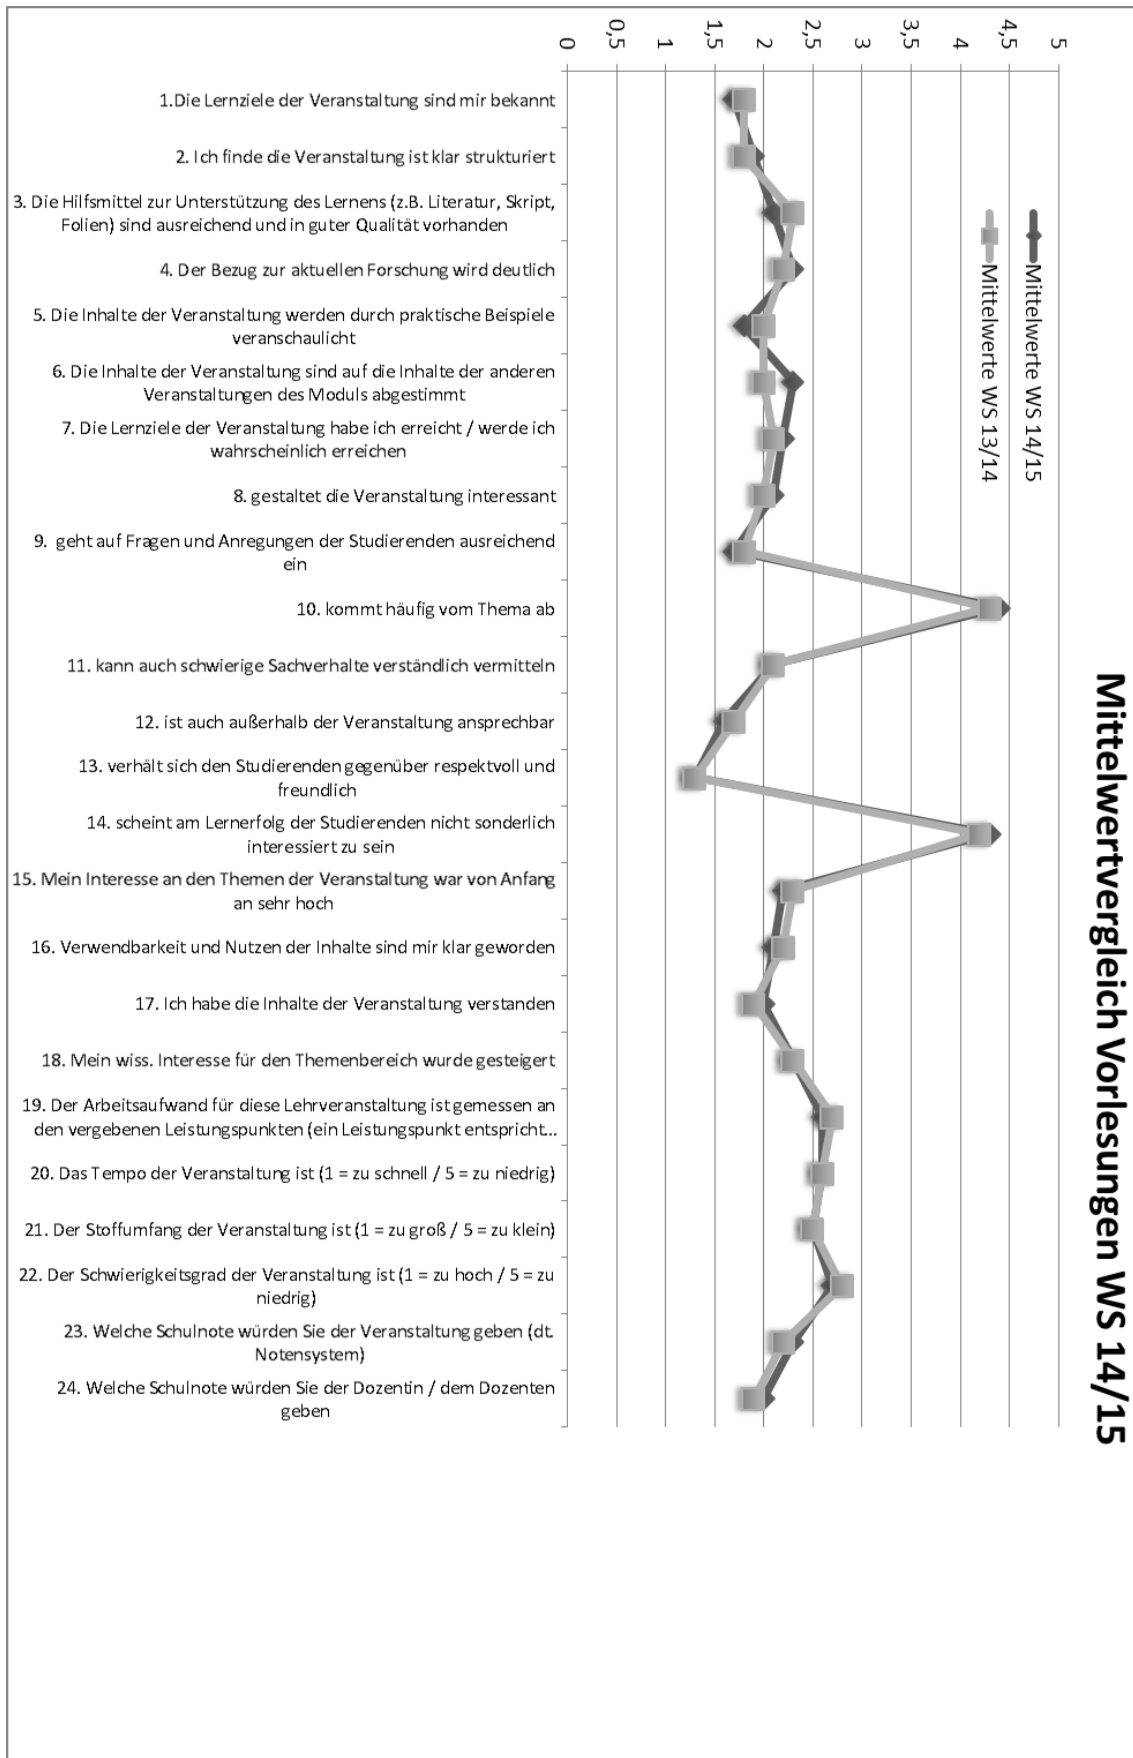 Mittelwertvergleich Vorlesungen WS 14/15
Mittelwerte WS 14/15
Mittelwerte WS 13/14
5
4,5
4
3,5
3
2,5
2
1,5
1
0,5
0
1.Die Lernziele der Veranstaltung sind mir bekannt
2. Ich finde die Veranstaltung ist klar strukturiert
3. Die Hilfsmittel zur Unterstützung des Lernens (z.B. Literatur, Skript,
Folien) sind ausreichend und in guter Qualität vorhanden
4. Der Bezug zur aktuellen Forschung wird deutlich
5. Die Inhalte der Veranstaltung werden durch praktische Beispiele
veranschaulicht
6. Die Inhalte der Veranstaltung sind auf die Inhalte der anderen
Veranstaltungen des Moduls abgestimmt
7. Die Lernziele der Veranstaltung habe ich erreicht / werde ich
wahrscheinlich erreichen
8. gestaltet die Veranstaltung interessant
9. geht auf Fragen und Anregungen der Studierenden ausreichend
ein
10. kommt häufig vom Thema ab
11. kann auch schwierige Sachverhalte verständlich vermitteln
12. ist auch außerhalb der Veranstaltung ansprechbar
13. verhält sich den Studierenden gegenüber respektvoll und
freundlich
14. scheint am Lernerfolg der Studierenden nicht sonderlich
interessiert zu sein
15. Mein Interesse an den Themen der Veranstaltung war von Anfang
an sehr hoch
16. Verwendbarkeit und Nutzen der Inhalte sind mir klar geworden
17. Ich habe die Inhalte der Veranstaltung verstanden
18. Mein wiss. Interesse für den Themenbereich wurde gesteigert
19. Der Arbeitsaufwand für diese Lehrveranstaltung ist gemessen an
den vergebenen Leistungspunkten (ein Leistungspunkt entspricht...
20. Das Tempo der Veranstaltung ist (1 = zu schnell / 5 = zu niedrig)
21. Der Stoffumfang der Veranstaltung ist (1 = zu groß / 5 = zu klein)
22. Der Schwierigkeitsgrad der Veranstaltung ist (1 = zu hoch / 5 = zu
niedrig)
23. Welche Schulnote würden Sie der Veranstaltung geben (dt.
Notensystem)
24. Welche Schulnote würden Sie der Dozentin / dem Dozenten
geben